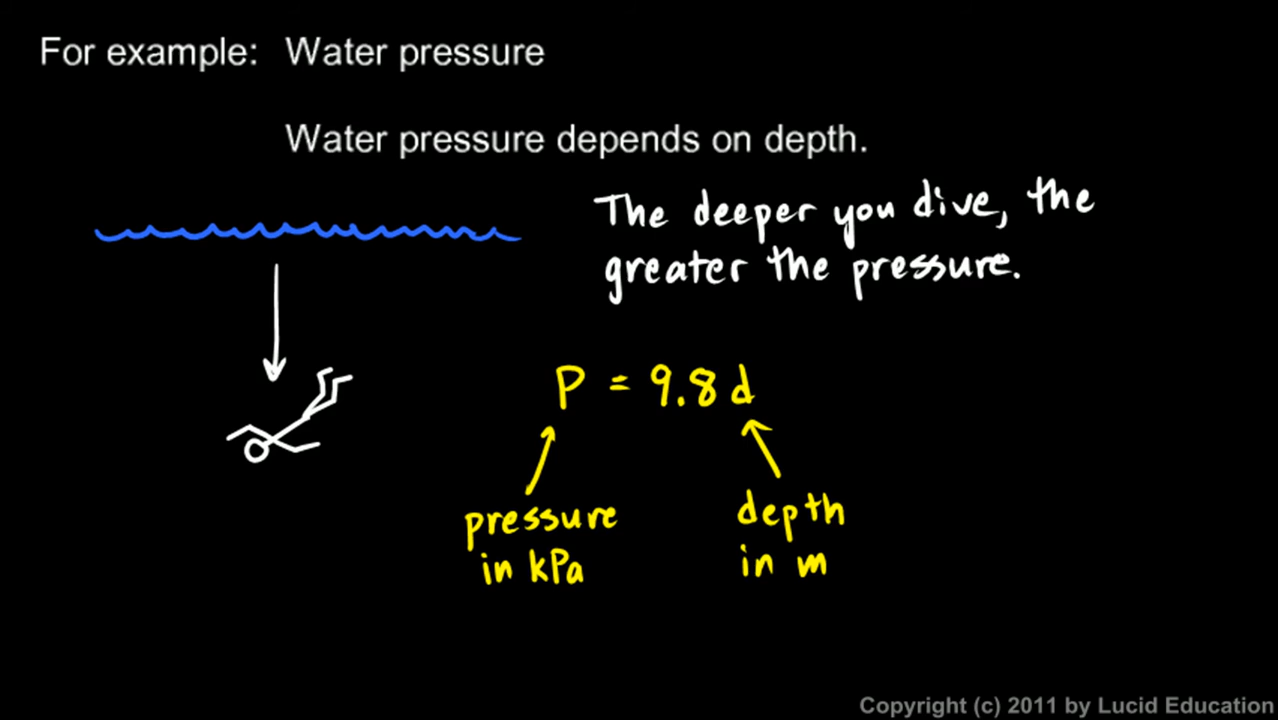 For example: Water pressure
Water pressure depends on depth.
The deeper you dive, the
greater the pressure.
P = 9.8 d
pressure
in kPa
depth
in m
Copyright (c) 2011 by Lucid Education